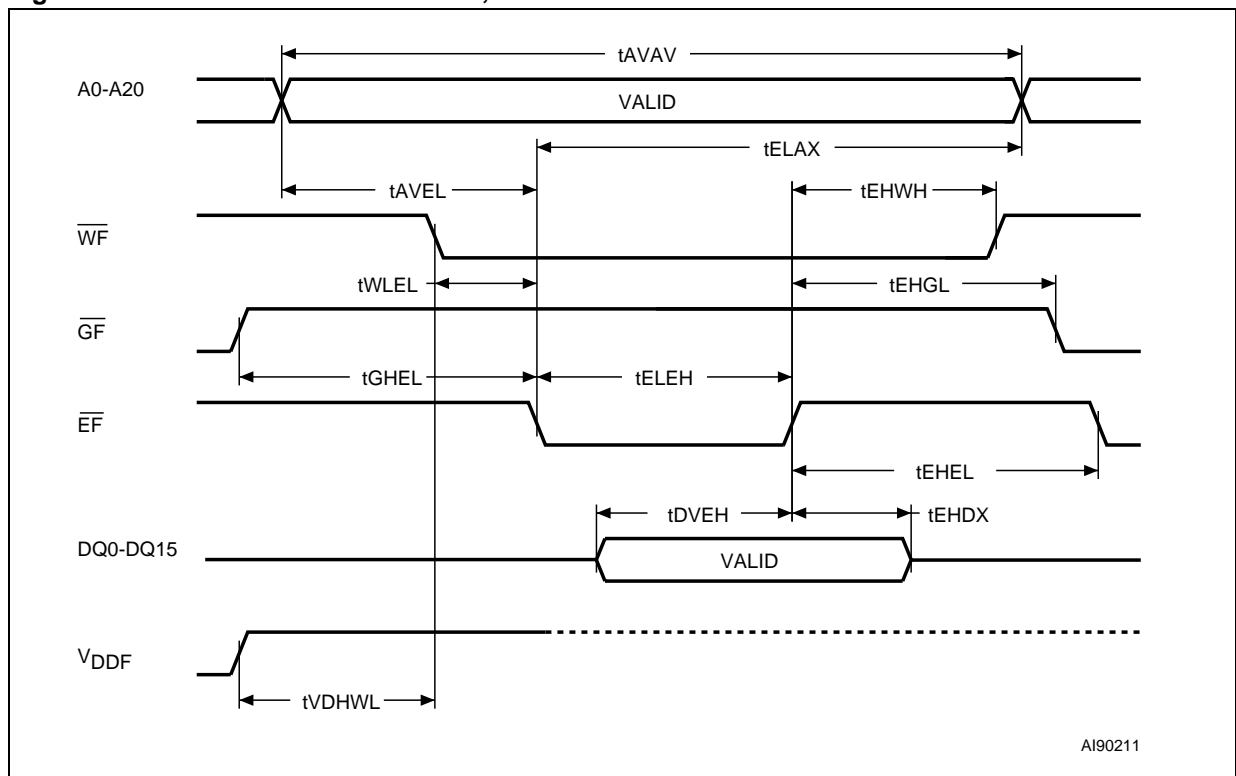 tAVAV
A0-A20
VALID
tELAX
tAVEL
tEHWH
WF
tWLEL
tEHGL
GF
tGHEL
tELEH
EF
tEHEL
tDVEH
tEHDX
DQ0-DQ15
VALID
VDDF
tVDHWL
AI90211